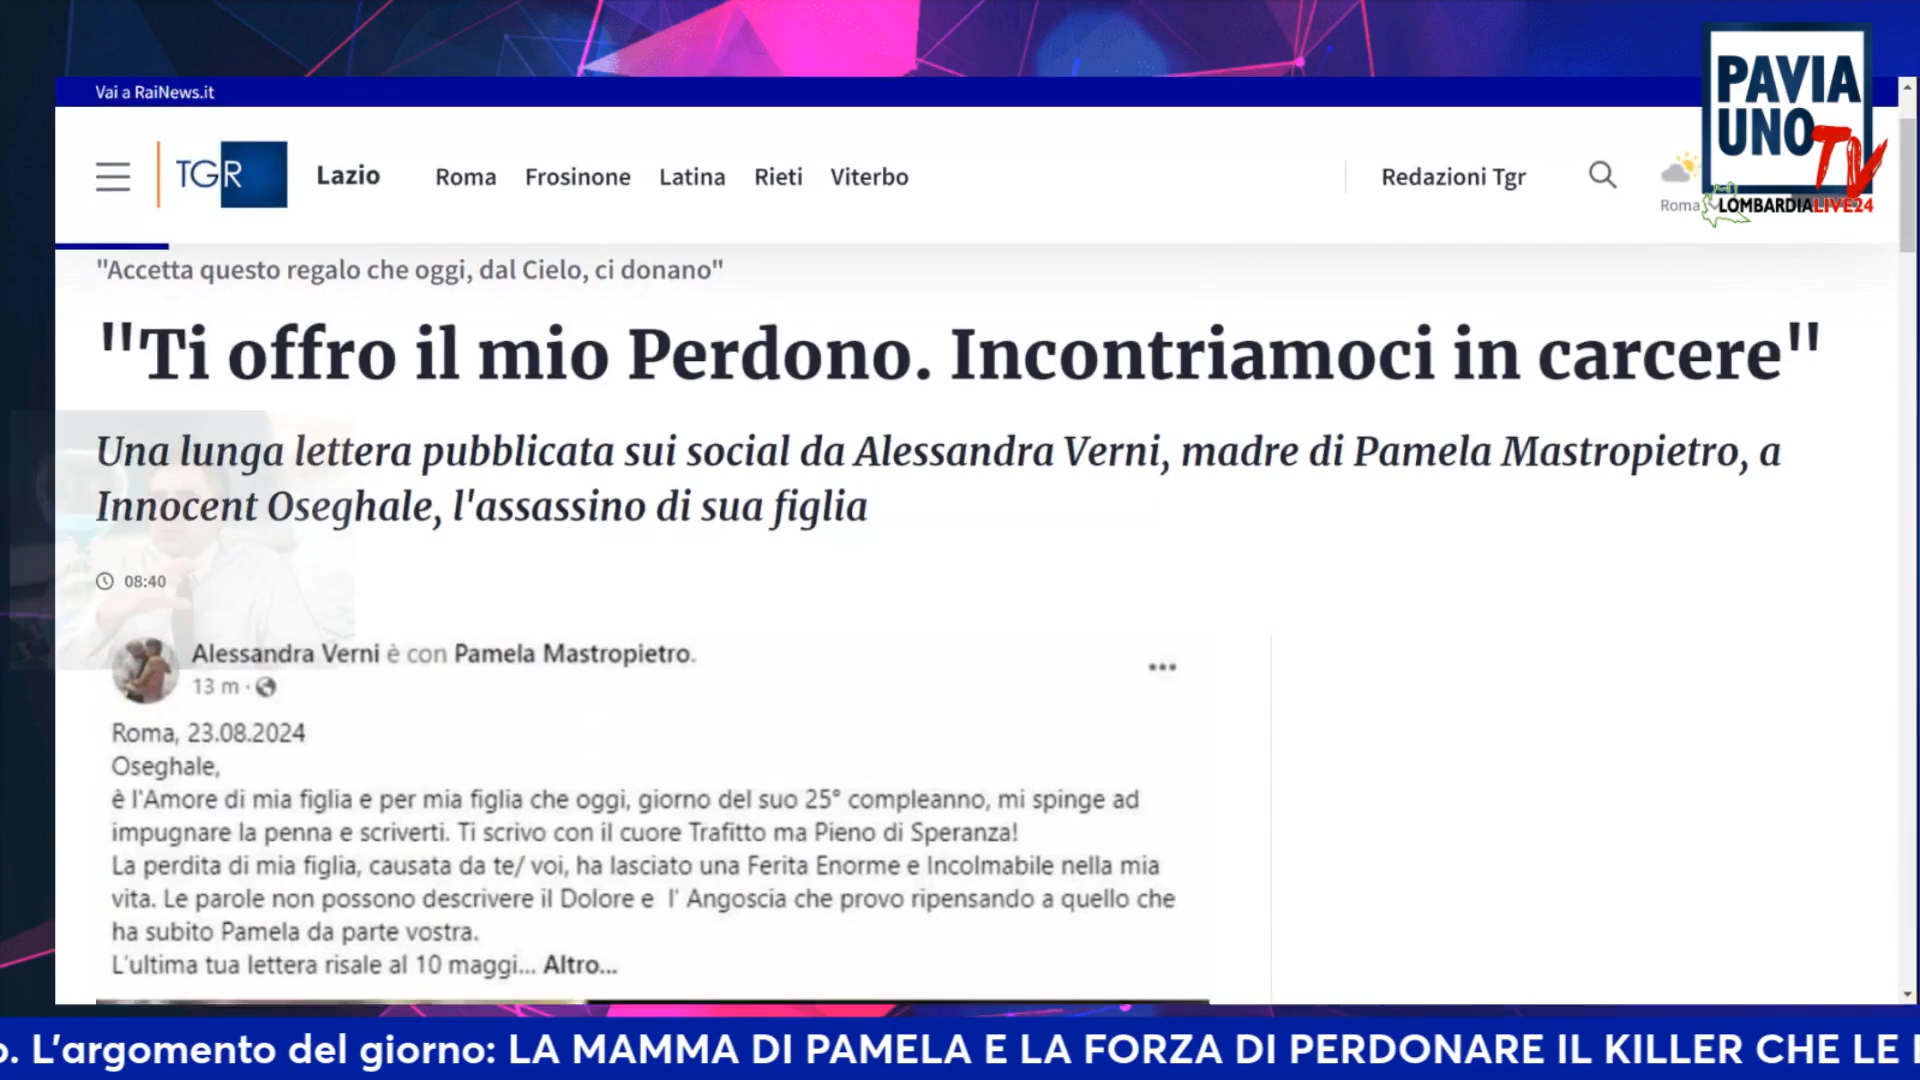 Vai a RaiNews.it
PAVIA
UNO TV
LOMBARDIALIVE24
TGR Lazio Roma Frosinone Latina Rieti Viterbo Redazioni Tgr
Roma
"Accetta questo regalo che oggi, dal Cielo, ci donano"
"Ti offro il mio Perdono. Incontriamoci in carcere"
Una lunga lettera pubblicata sui social da Alessandra Verni, madre di Pamela Mastropietro, a
Innocent Oseghale, l'assassino di sua figlia
08:40
Alessandra Verni è con Pamela Mastropietro.
13 m ·
Roma, 23.08.2024
Oseghale,
è l'Amore di mia figlia e per mia figlia che oggi, giorno del suo 25° compleanno, mi spinge ad
impugnare la penna e scriverti. Ti scrivo con il cuore Trafitto ma Pieno di Speranza!
La perdita di mia figlia, causata da te/ voi, ha lasciato una Ferita Enorme e Incolmabile nella mia
vita. Le parole non possono descrivere il Dolore e l' Angoscia che provo ripensando a quello che
ha subito Pamela da parte vostra.
L'ultima tua lettera risale al 10 maggi... Altro...
o. L'argomento del giorno: LA MAMMA DI PAMELA E LA FORZA DI PERDONARE IL KILLER CHE LE